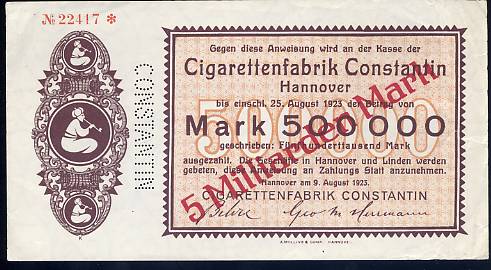 № 22417 *
CONSTANTIN
Gegen diese Anweisung wird an der Kasse der
Cigarettenfabrik Constantin
Hannover
bis einschl. 25. August 1923 der Betrag von
500000
Mark 500000
geschrieben: Fünfhunderttausend Mark
ausgezahlt. Die Geschäfte in Hannover und Linden werden
gebeten, diese Anweisung an Zahlungs Statt anzunehmen.
Hannover am 9. August 1923.
CIGARETTENFABRIK CONSTANTIN
5 Milliarden Mark
K